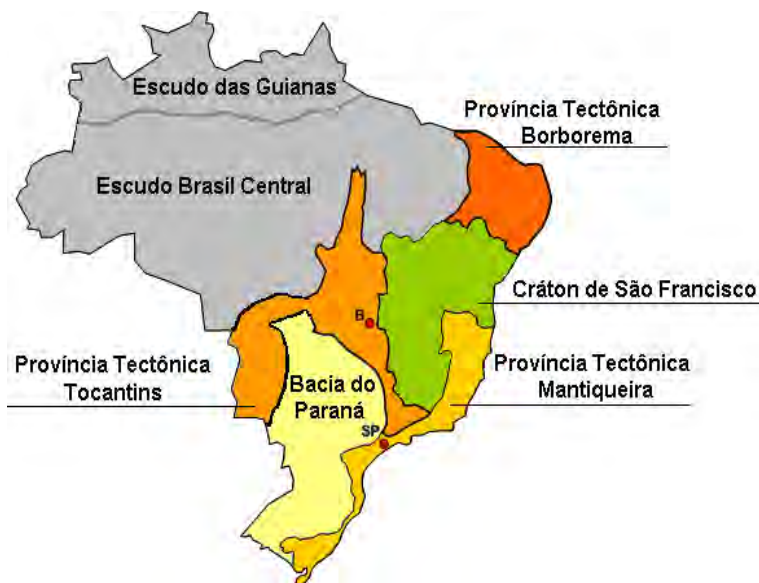 Escudo das Guianas
Província Tectônica
Borborema
Escudo Brasil Central
Cráton de São Francisco
B
Província Tectônica
Tocantins
Bacia do
Paraná
Província Tectônica
Mantiqueira
SP